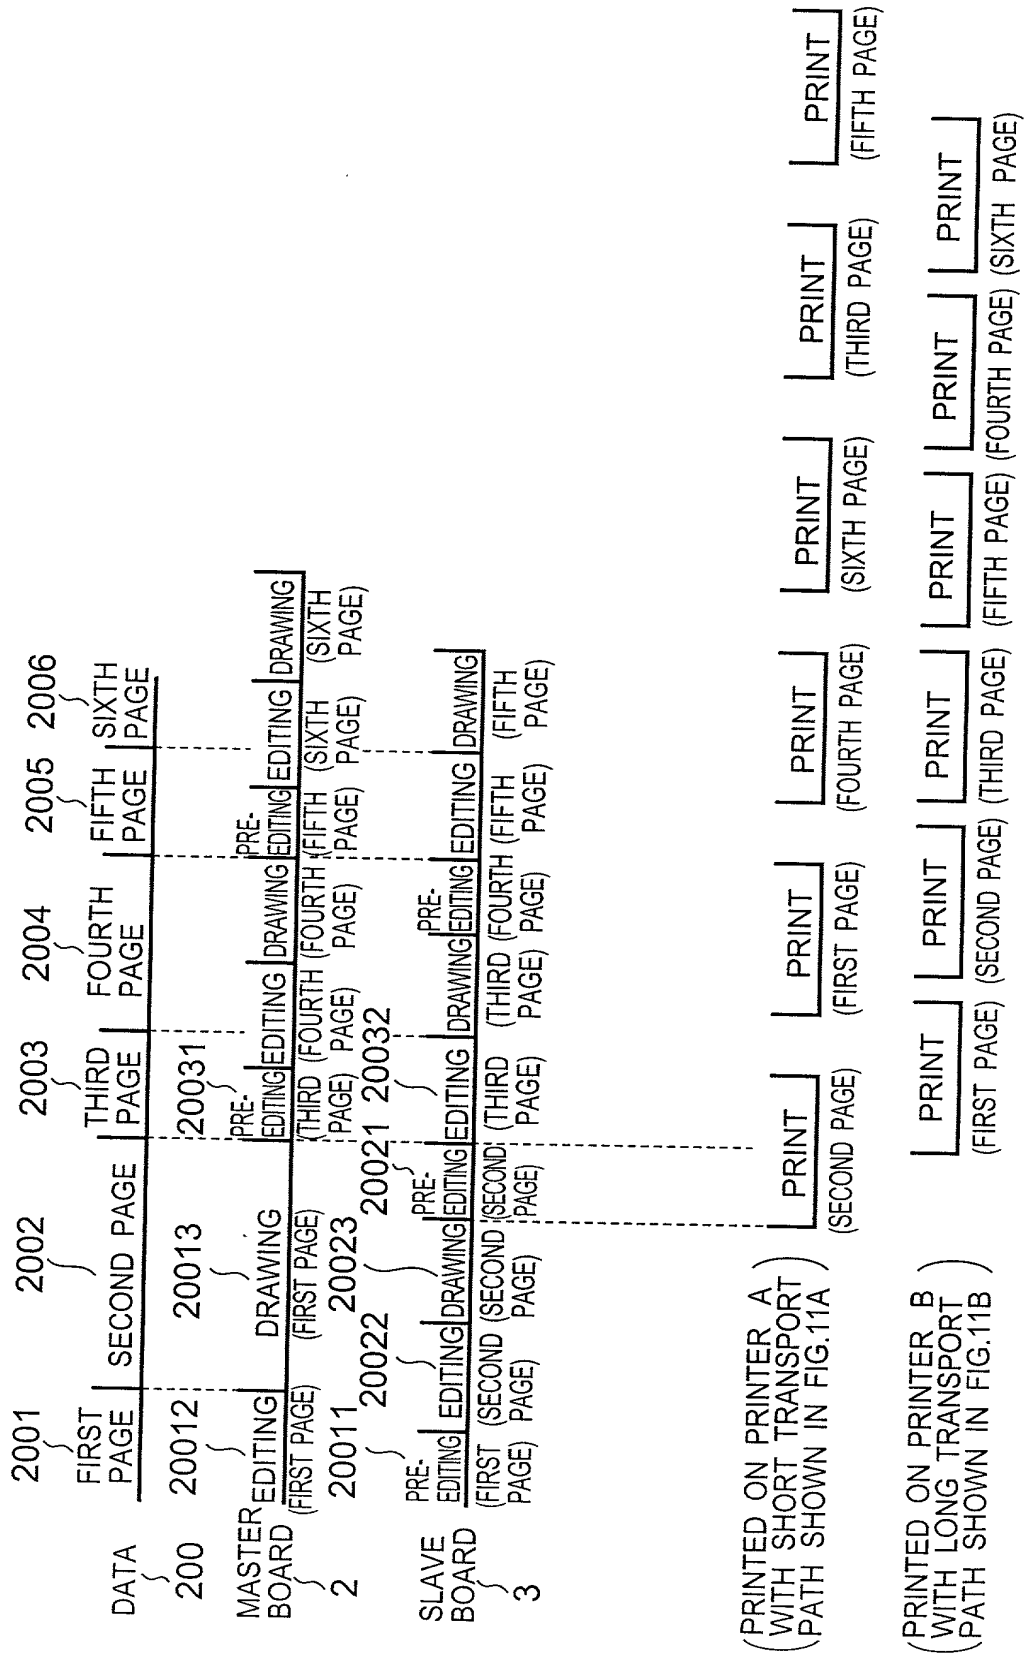 2001
2002
2003
2004
2005
2006
DATA
200
FIRST
PAGE
SECOND PAGE
THIRD
PAGE
FOURTH
PAGE
FIFTH
PAGE
SIXTH
PAGE
20012
20013
20031
MASTER
BOARD
2
EDITING
(FIRST PAGE)
DRAWING
(FIRST PAGE)
PRE-
EDITING
(THIRD
PAGE)
EDITING
(FOURTH
PAGE)
DRAWING
(FOURTH
PAGE)
PRE-
EDITING
(FIFTH
PAGE)
EDITING
(SIXTH
PAGE)
DRAWING
(SIXTH
PAGE)
20011
20022
20023
20021
20032
SLAVE
BOARD
3
PRE-
EDITING
(FIRST
PAGE)
EDITING
(SECOND
PAGE)
DRAWING
(SECOND
PAGE)
PRE-
EDITING
(SECOND
PAGE)
EDITING
(THIRD
PAGE)
DRAWING
(THIRD
PAGE)
PRE-
EDITING
(FOURTH
PAGE)
EDITING
(FIFTH
PAGE)
DRAWING
(FIFTH
PAGE)
(PRINTED ON PRINTER A
WITH SHORT TRANSPORT
PATH SHOWN IN FIG.11A)
PRINT
(SECOND PAGE)
PRINT
(FIRST PAGE)
PRINT
(FOURTH PAGE)
PRINT
(SIXTH PAGE)
PRINT
(THIRD PAGE)
PRINT
(FIFTH PAGE)
(PRINTED ON PRINTER B
WITH LONG TRANSPORT
PATH SHOWN IN FIG.11B)
PRINT
(FIRST PAGE)
PRINT
(SECOND PAGE)
PRINT
(THIRD PAGE)
PRINT
(FIFTH PAGE)
PRINT
(FOURTH PAGE)
PRINT
(SIXTH PAGE)